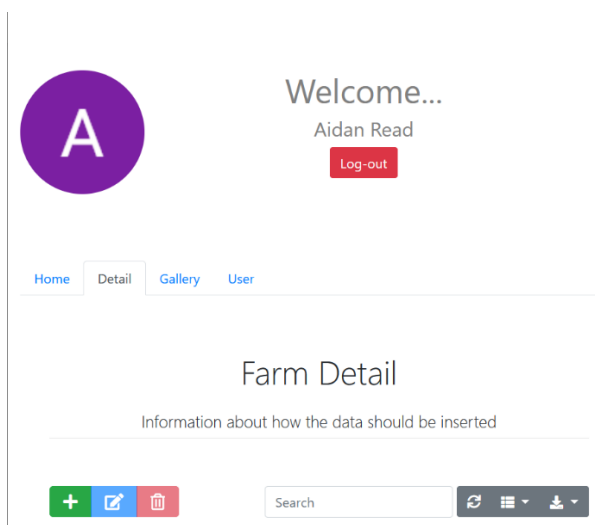 A
Welcome...
Aidan Read
Log-out
Home Detail Gallery User
Farm Detail
Information about how the data should be inserted
Search